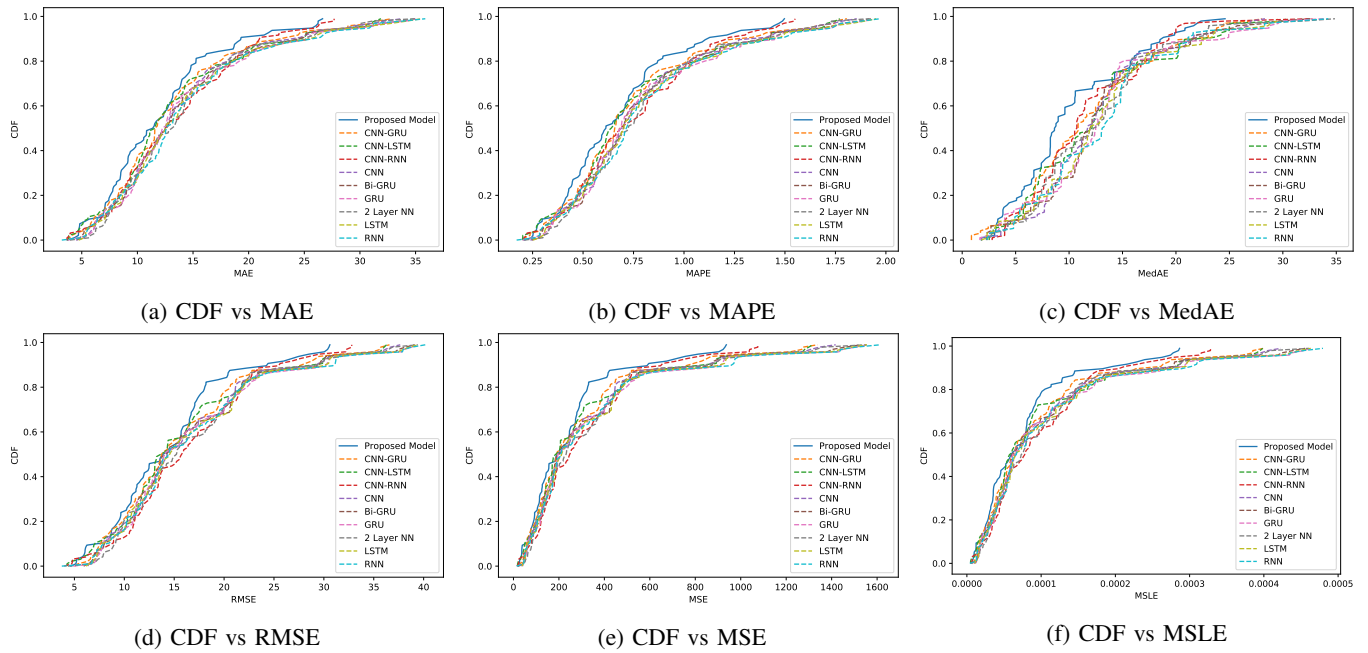 1.0
0.8
0.6
0.4
0.2
0.0
CDF
5 10 15 20 25 30 35
MAE
Proposed Model
CNN-GRU
CNN-LSTM
CNN-RNN
CNN
Bi-GRU
GRU
2 Layer NN
LSTM
RNN
(a) CDF vs MAE
1.0
0.8
0.6
0.4
0.2
0.0
CDF
0.25 0.50 0.75 1.00 1.25 1.50 1.75 2.00
MAPE
Proposed Model
CNN-GRU
CNN-LSTM
CNN-RNN
CNN
Bi-GRU
GRU
2 Layer NN
LSTM
RNN
(b) CDF vs MAPE
1.0
0.8
0.6
0.4
0.2
0.0
CDF
0 5 10 15 20 25 30 35
MedAE
Proposed Model
CNN-GRU
CNN-LSTM
CNN-RNN
CNN
Bi-GRU
GRU
2 Layer NN
LSTM
RNN
(c) CDF vs MedAE
1.0
0.8
0.6
0.4
0.2
0.0
CDF
5 10 15 20 25 30 35 40
RMSE
Proposed Model
CNN-GRU
CNN-LSTM
CNN-RNN
CNN
Bi-GRU
GRU
2 Layer NN
LSTM
RNN
(d) CDF vs RMSE
1.0
0.8
0.6
0.4
0.2
0.0
CDF
0 200 400 600 800 1000 1200 1400 1600
MSE
Proposed Model
CNN-GRU
CNN-LSTM
CNN-RNN
CNN
Bi-GRU
GRU
2 Layer NN
LSTM
RNN
(e) CDF vs MSE
1.0
0.8
0.6
0.4
0.2
0.0
CDF
0.0000 0.0001 0.0002 0.0003 0.0004 0.0005
MSLE
Proposed Model
CNN-GRU
CNN-LSTM
CNN-RNN
CNN
Bi-GRU
GRU
2 Layer NN
LSTM
RNN
(f) CDF vs MSLE